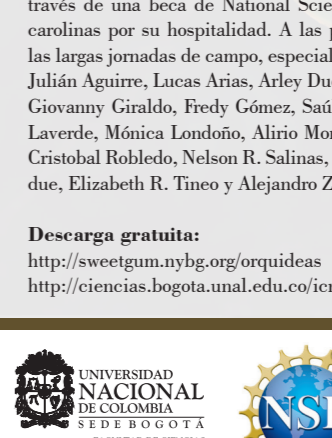 través de una beca de National Scie
carolinas por su hospitalidad. A las p
las largas jornadas de campo, especial
Julián Aguirre, Lucas Arias, Arley Du
Giovanny Giraldo, Fredy Gómez, Saú
Laverde, Mónica Londoño, Alirio Mo
Cristobal Robledo, Nelson R. Salinas,
due, Elizabeth R. Tineo y Alejandro Z
Descarga gratuita:
http://sweetgum.nybg.org/orquideas
http://ciencias.bogota.unal.edu.co/icn
UNIVERSIDAD
NACIONAL
DE COLOMBIA
SEDE BOGOTÁ
NSF